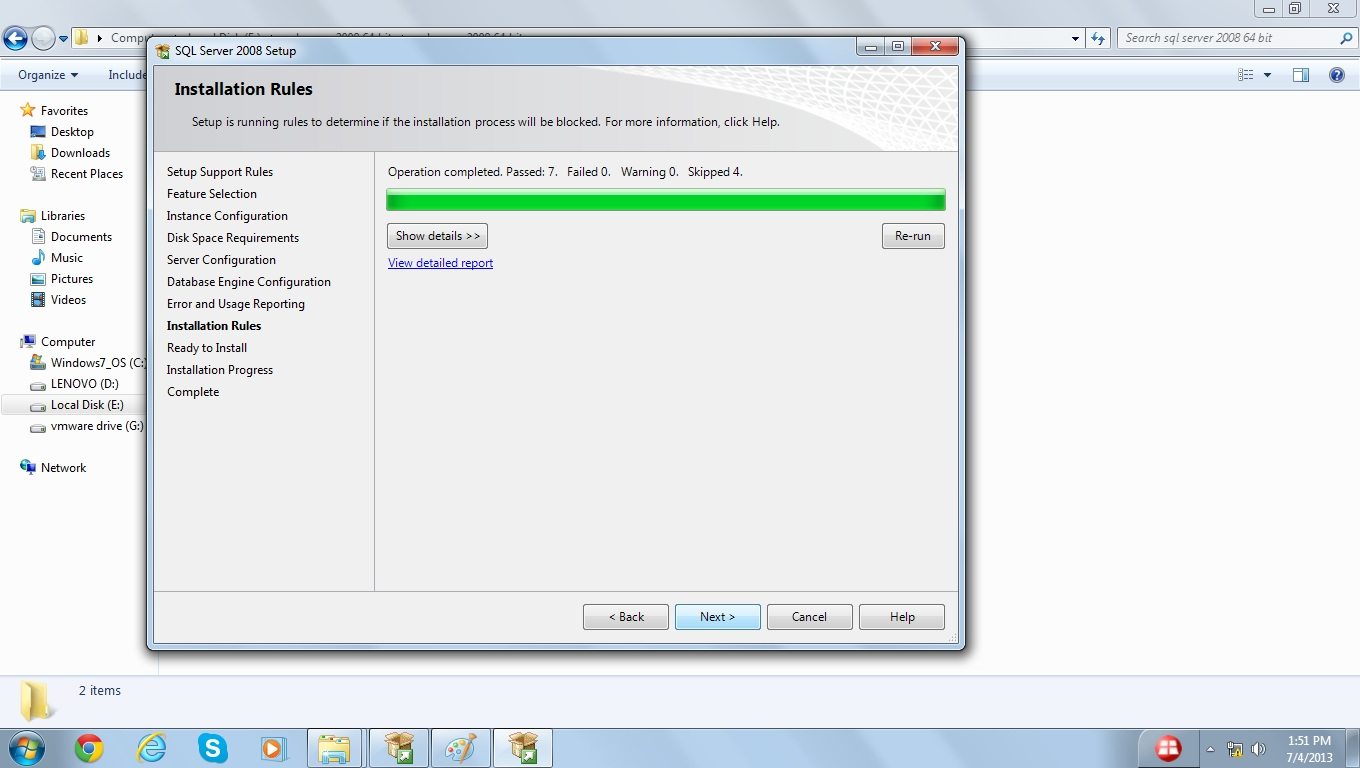 SQL Server 2008 Setup
Search sql server 2008 64 bit
Organize
Include
Favorites
Desktop
Downloads
Recent Places
Libraries
Documents
Music
Pictures
Videos
Computer
Windows7_OS (C:)
LENOVO (D:)
Local Disk (E:)
vmware drive (G:)
Network
Installation Rules
Setup is running rules to determine if the installation process will be blocked. For more information, click Help.
Setup Support Rules
Feature Selection
Instance Configuration
Disk Space Requirements
Server Configuration
Database Engine Configuration
Error and Usage Reporting
Installation Rules
Ready to Install
Installation Progress
Complete
Operation completed. Passed: 7. Failed 0. Warning 0. Skipped 4.
Show details >>
Re-run
View detailed report
< Back
Next >
Cancel
Help
2 items
1:51 PM
7/4/2013